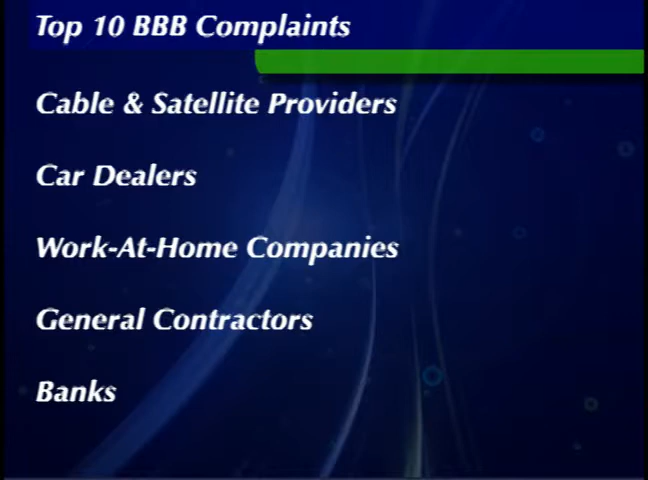 Top 10 BBB Complaints
Cable & Satellite Providers
Car Dealers
Work-At-Home Companies
General Contractors
Banks